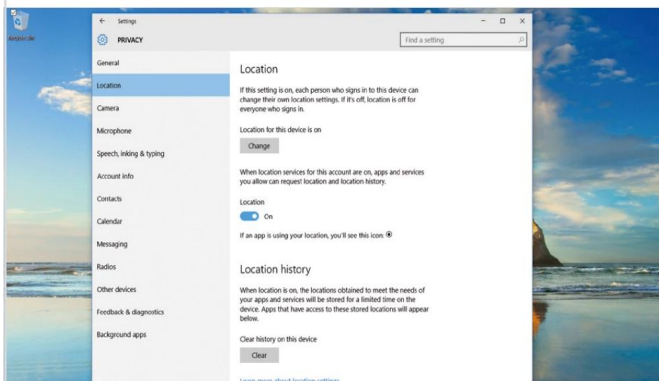 Settings
PRIVACY
Find a setting
General
Location
Camera
Microphone
Speech, inking & typing
Account info
Contacts
Calendar
Messaging
Radios
Other devices
Feedback & diagnostics
Background apps
Location
If this setting is on, each person who signs in to this device can
change their own location settings. If it's off, location is off for
everyone who signs in.
Location for this device is on
Change
When location services for this account are on, apps and services
you allow can request location and location history.
Location
On
If an app is using your location, you'll see this icon:
Location history
When location is on, the locations obtained to meet the needs of
your apps and services will be stored for a limited time on the
device. Apps that have access to these stored locations will appear
below.
Clear history on this device
Clear
Learn more about location settings